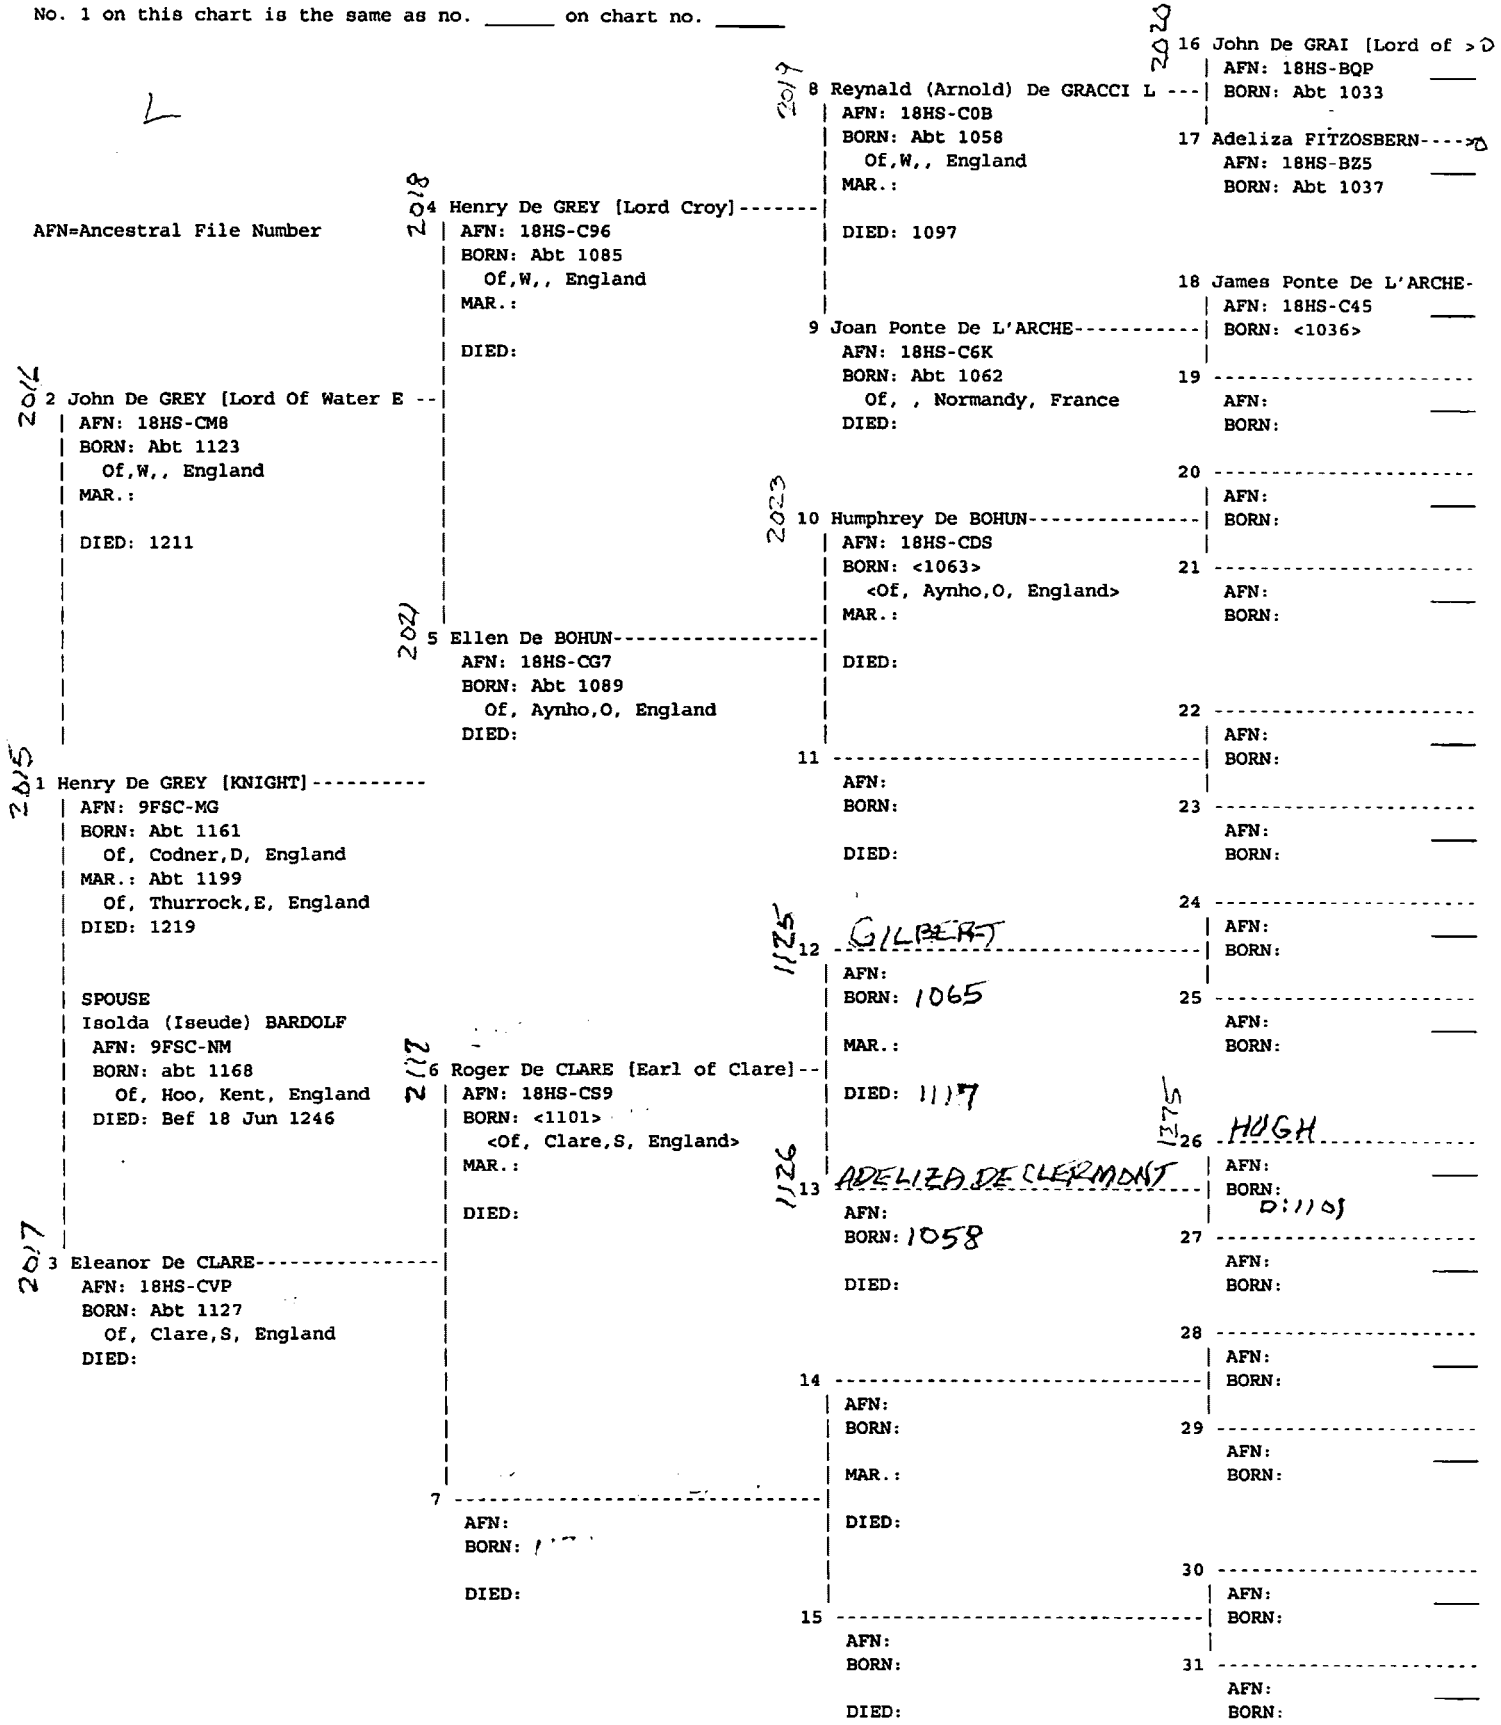 No. 1 on this chart is the same as no. ______ on chart no. ______
L
AFN=Ancestral File Number
2015
1 Henry De GREY [KNIGHT]----------
AFN: 9FSC-MG
BORN: Abt 1161
Of, Codner,D, England
MAR.: Abt 1199
Of, Thurrock,E, England
DIED: 1219
SPOUSE
Isolda (Iseude) BARDOLF
AFN: 9FSC-NM
BORN: abt 1168
Of, Hoo, Kent, England
DIED: Bef 18 Jun 1246
2016
2 John De GREY [Lord Of Water E --
AFN: 18HS-CM8
BORN: Abt 1123
Of,W,, England
MAR.:
DIED: 1211
2017
3 Eleanor De CLARE----------------
AFN: 18HS-CVP
BORN: Abt 1127
Of, Clare,S, England
DIED:
2018
4 Henry De GREY [Lord Croy]-------
AFN: 18HS-C96
BORN: Abt 1085
Of,W,, England
MAR.:
DIED:
2021
5 Ellen De BOHUN------------------
AFN: 18HS-CG7
BORN: Abt 1089
Of, Aynho,O, England
DIED:
6 Roger De CLARE [Earl of Clare]--
AFN: 18HS-CS9
BORN: <1101>
<Of, Clare,S, England>
MAR.:
DIED:
7 --------------------------------
AFN:
BORN:
DIED:
2019
8 Reynald (Arnold) De GRACCI L ---
AFN: 18HS-C0B
BORN: Abt 1058
Of,W,, England
MAR.:
DIED: 1097
9 Joan Ponte De L'ARCHE-----------
AFN: 18HS-C6K
BORN: Abt 1062
Of, , Normandy, France
DIED:
2023
10 Humphrey De BOHUN---------------
AFN: 18HS-CDS
BORN: <1063>
<Of, Aynho,O, England>
MAR.:
DIED:
11 --------------------------------
AFN:
BORN:
DIED:
1125
12 GILBERT
AFN:
BORN: 1065
MAR.:
DIED: 1117
1126
13 ADELIZA DE CLERMONT
AFN:
BORN: 1058
DIED:
14 --------------------------------
AFN:
BORN:
MAR.:
DIED:
15 --------------------------------
AFN:
BORN:
DIED:
2020
16 John De GRAI [Lord of >
AFN: 18HS-BQP
BORN: Abt 1033
17 Adeliza FITZOSBERN----
AFN: 18HS-BZ5
BORN: Abt 1037
18 James Ponte De L'ARCHE-
AFN: 18HS-C45
BORN: <1036>
19 -----------------------
AFN:
BORN:
20 -----------------------
AFN:
BORN:
21 -----------------------
AFN:
BORN:
22 -----------------------
AFN:
BORN:
23 -----------------------
AFN:
BORN:
24 -----------------------
AFN:
BORN:
25 -----------------------
AFN:
BORN:
1375
26 HUGH
AFN:
BORN:
D: 1101
27 -----------------------
AFN:
BORN:
28 -----------------------
AFN:
BORN:
29 -----------------------
AFN:
BORN:
30 -----------------------
AFN:
BORN:
31 -----------------------
AFN:
BORN: